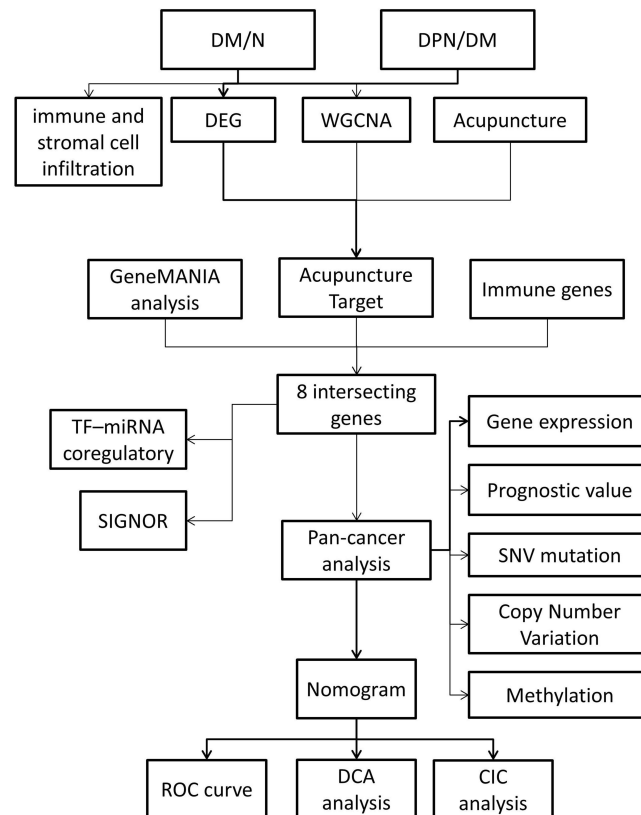 DM/N
DPN/DM
immune and
stromal cell
infiltration
DEG
WGCNA
Acupuncture
GeneMANIA
analysis
Acupuncture
Target
Immune genes
8 intersecting
genes
TF–miRNA
coregulatory
SIGNOR
Gene expression
Prognostic value
Pan-cancer
analysis
SNV mutation
Copy Number
Variation
Methylation
Nomogram
ROC curve
DCA
analysis
CIC
analysis